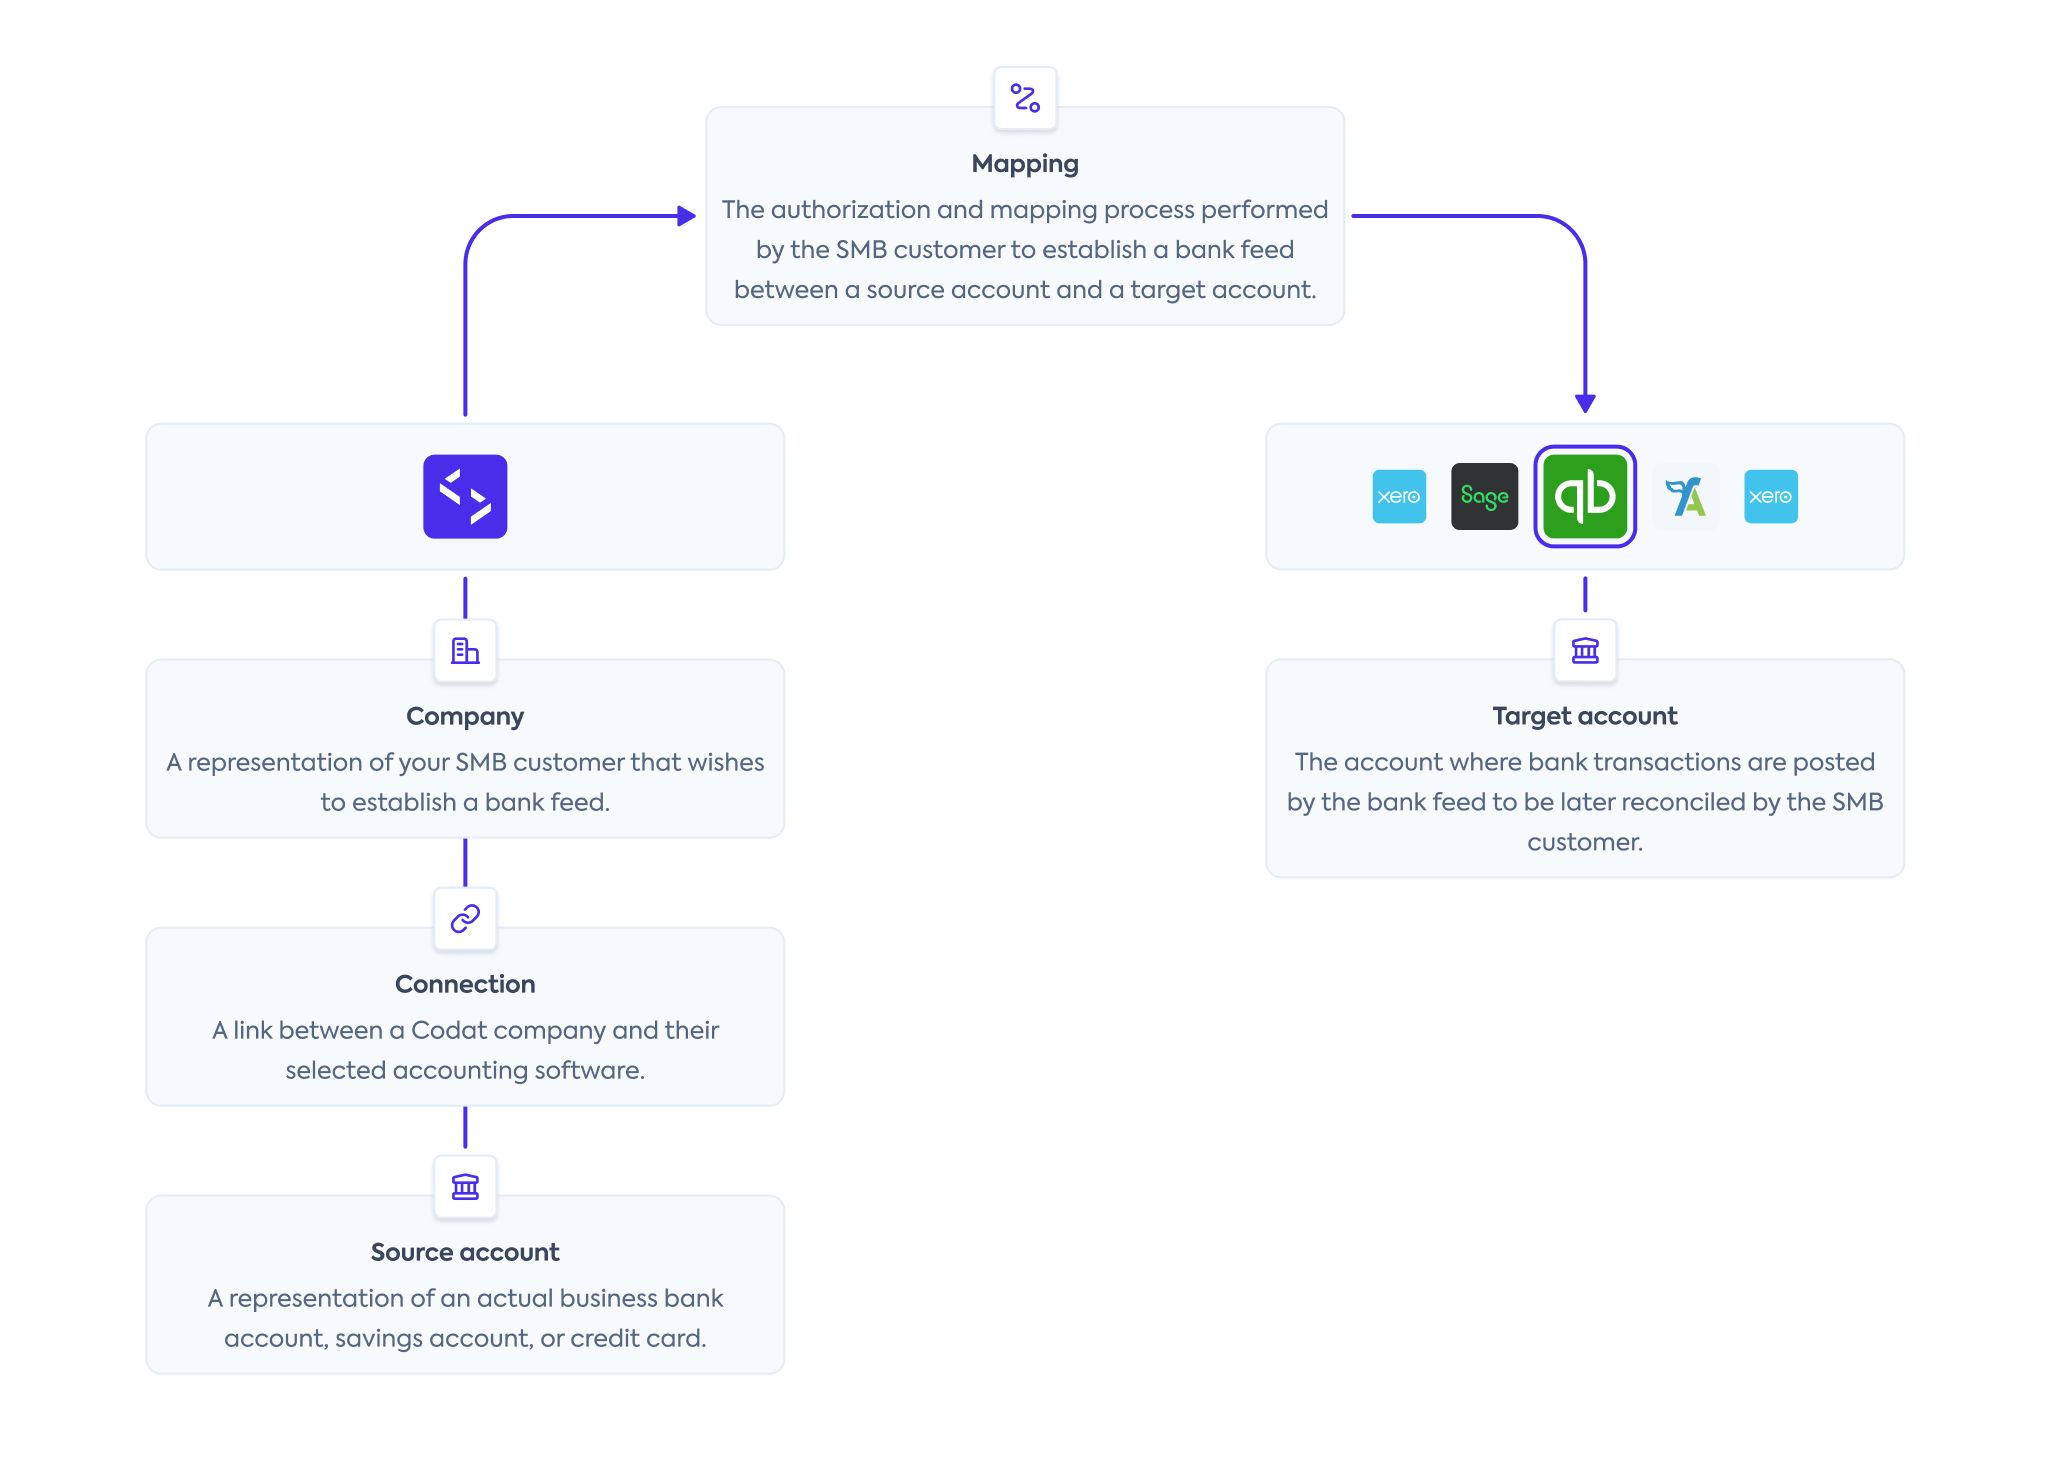 Mapping
The authorization and mapping process performed
by the SMB customer to establish a bank feed
between a source account and a target account.
xero
Sage
qb
xero
Company
A representation of your SMB customer that wishes
to establish a bank feed.
Target account
The account where bank transactions are posted
by the bank feed to be later reconciled by the SMB
customer.
Connection
A link between a Codat company and their
selected accounting software.
Source account
A representation of an actual business bank
account, savings account, or credit card.